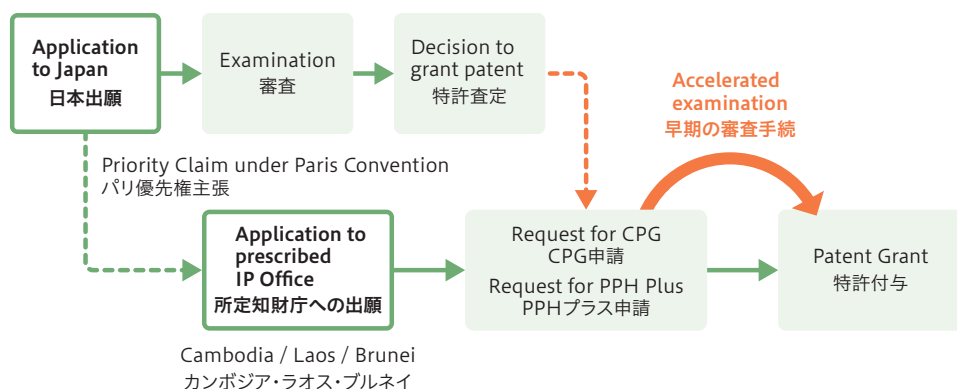 Application
to Japan
日本出願
Examination
審査
Decision to
grant patent
特許査定
Accelerated
examination
早期の審査手続
Priority Claim under Paris Convention
パリ優先権主張
Application to
prescribed
IP Office
所定知財庁への出願
Request for CPG
CPG申請
Request for PPH Plus
PPHプラス申請
Patent Grant
特許付与
Cambodia / Laos / Brunei
カンボジア・ラオス・ブルネイ